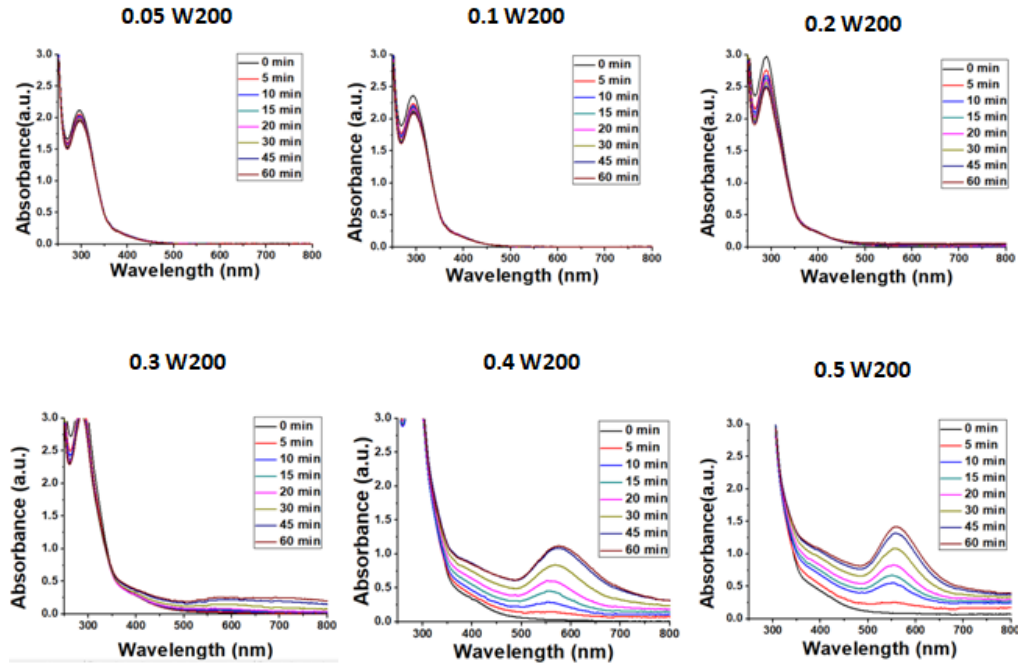 0.05 W200
0.1 W200
0.2 W200
3.0
2.5
2.0
1.5
1.0
0.5
0.0
Absorbance(a.u.)
0 min
5 min
10 min
15 min
20 min
30 min
45 min
60 min
300 400 500 600 700 800
Wavelength (nm)
3.0
2.5
2.0
1.5
1.0
0.5
0.0
Absorbance (a.u.)
0 min
5 min
10 min
15 min
20 min
30 min
45 min
60 min
300 400 500 600 700 800
Wavelength (nm)
3.0
2.5
2.0
1.5
1.0
0.5
0.0
Absorbance(a.u.)
0 min
5 min
10 min
15 min
20 min
30 min
45 min
60 min
300 400 500 600 700 800
Wavelength (nm)
0.3 W200
0.4 W200
0.5 W200
3.0
2.5
2.0
1.5
1.0
0.5
0.0
Absorbance (a.u.)
0 min
5 min
10 min
15 min
20 min
30 min
45 min
60 min
300 400 500 600 700 800
Wavelength (nm)
3.0
2.5
2.0
1.5
1.0
0.5
0.0
Absorbance (a.u.)
0 min
5 min
10 min
15 min
20 min
30 min
45 min
60 min
300 400 500 600 700 800
Wavelength (nm)
3.0
2.5
2.0
1.5
1.0
0.5
0.0
Absorbance(a.u.)
0 min
5 min
10 min
15 min
20 min
30 min
45 min
60 min
300 400 500 600 700 800
Wavelength (nm)